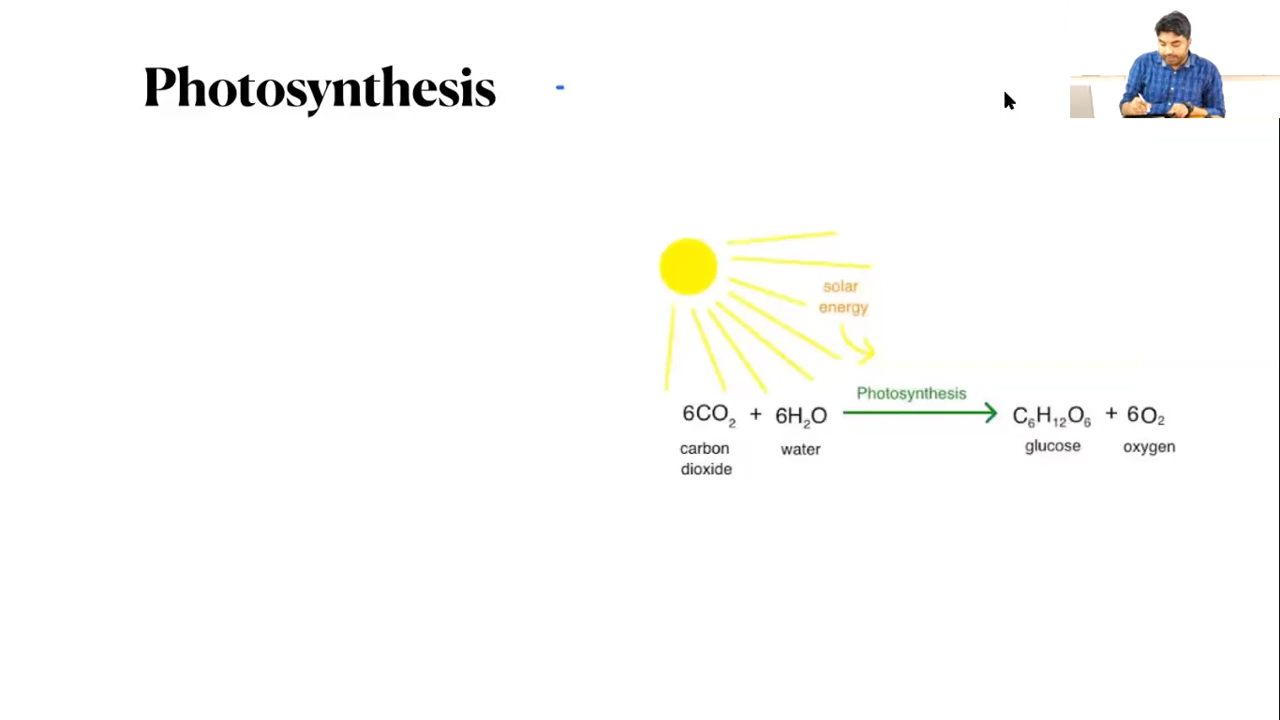 Photosynthesis
solar
energy
Photosynthesis
6CO₂ + 6H₂O → C₆H₁₂O₆ + 6O₂
carbon dioxide water glucose oxygen